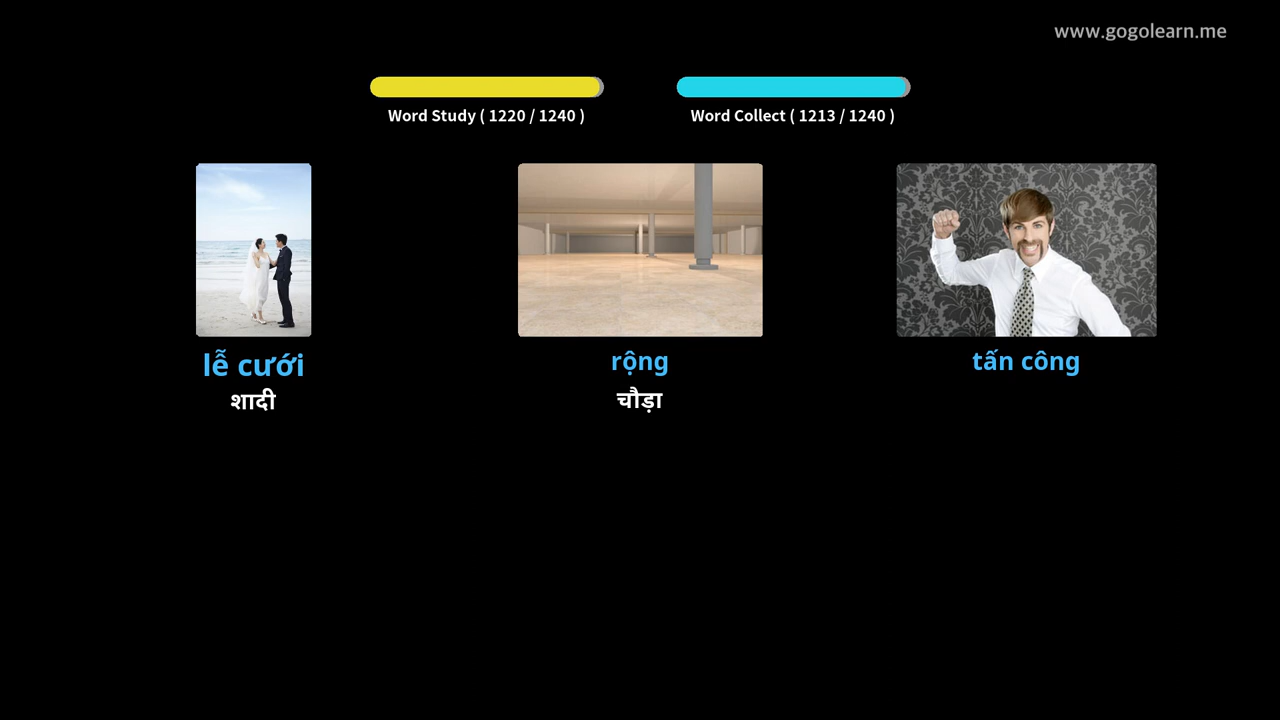 www.gogolearn.me
Word Study ( 1220 / 1240 )
Word Collect ( 1213 / 1240 )
lễ cưới
शादी
rộng
चौड़ा
tấn công